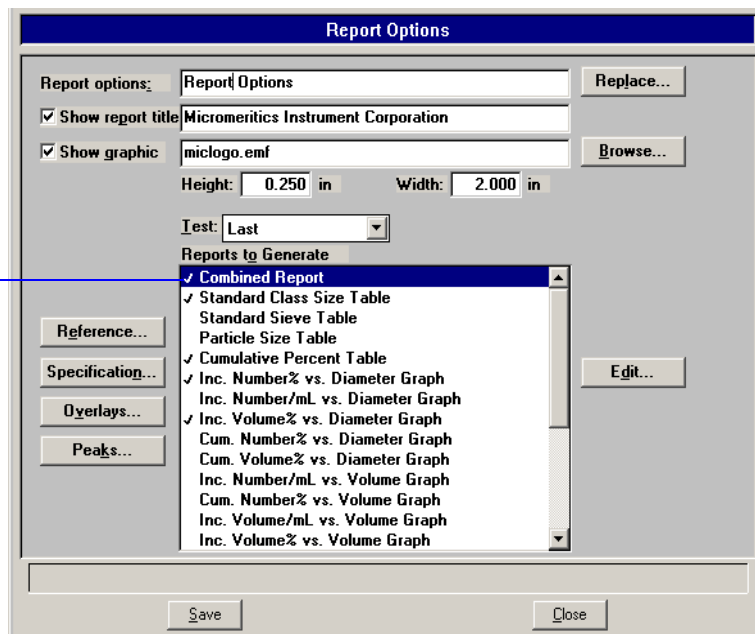 Report Options
Report options: Report Options Replace...
Show report title Micromeritics Instrument Corporation
Show graphic miclogo.emf Browse...
Height: 0.250 in Width: 2.000 in
Test: Last
Reports to Generate
Combined Report
Standard Class Size Table
Standard Sieve Table
Particle Size Table
Cumulative Percent Table
Inc. Number% vs. Diameter Graph
Inc. Number/mL vs. Diameter Graph
Inc. Volume% vs. Diameter Graph
Cum. Number% vs. Diameter Graph
Cum. Volume% vs. Diameter Graph
Inc. Number/mL vs. Volume Graph
Cum. Number% vs. Volume Graph
Inc. Volume/mL vs. Volume Graph
Inc. Volume% vs. Volume Graph
Reference...
Specification...
Overlays...
Peaks...
Edit...
Save Close